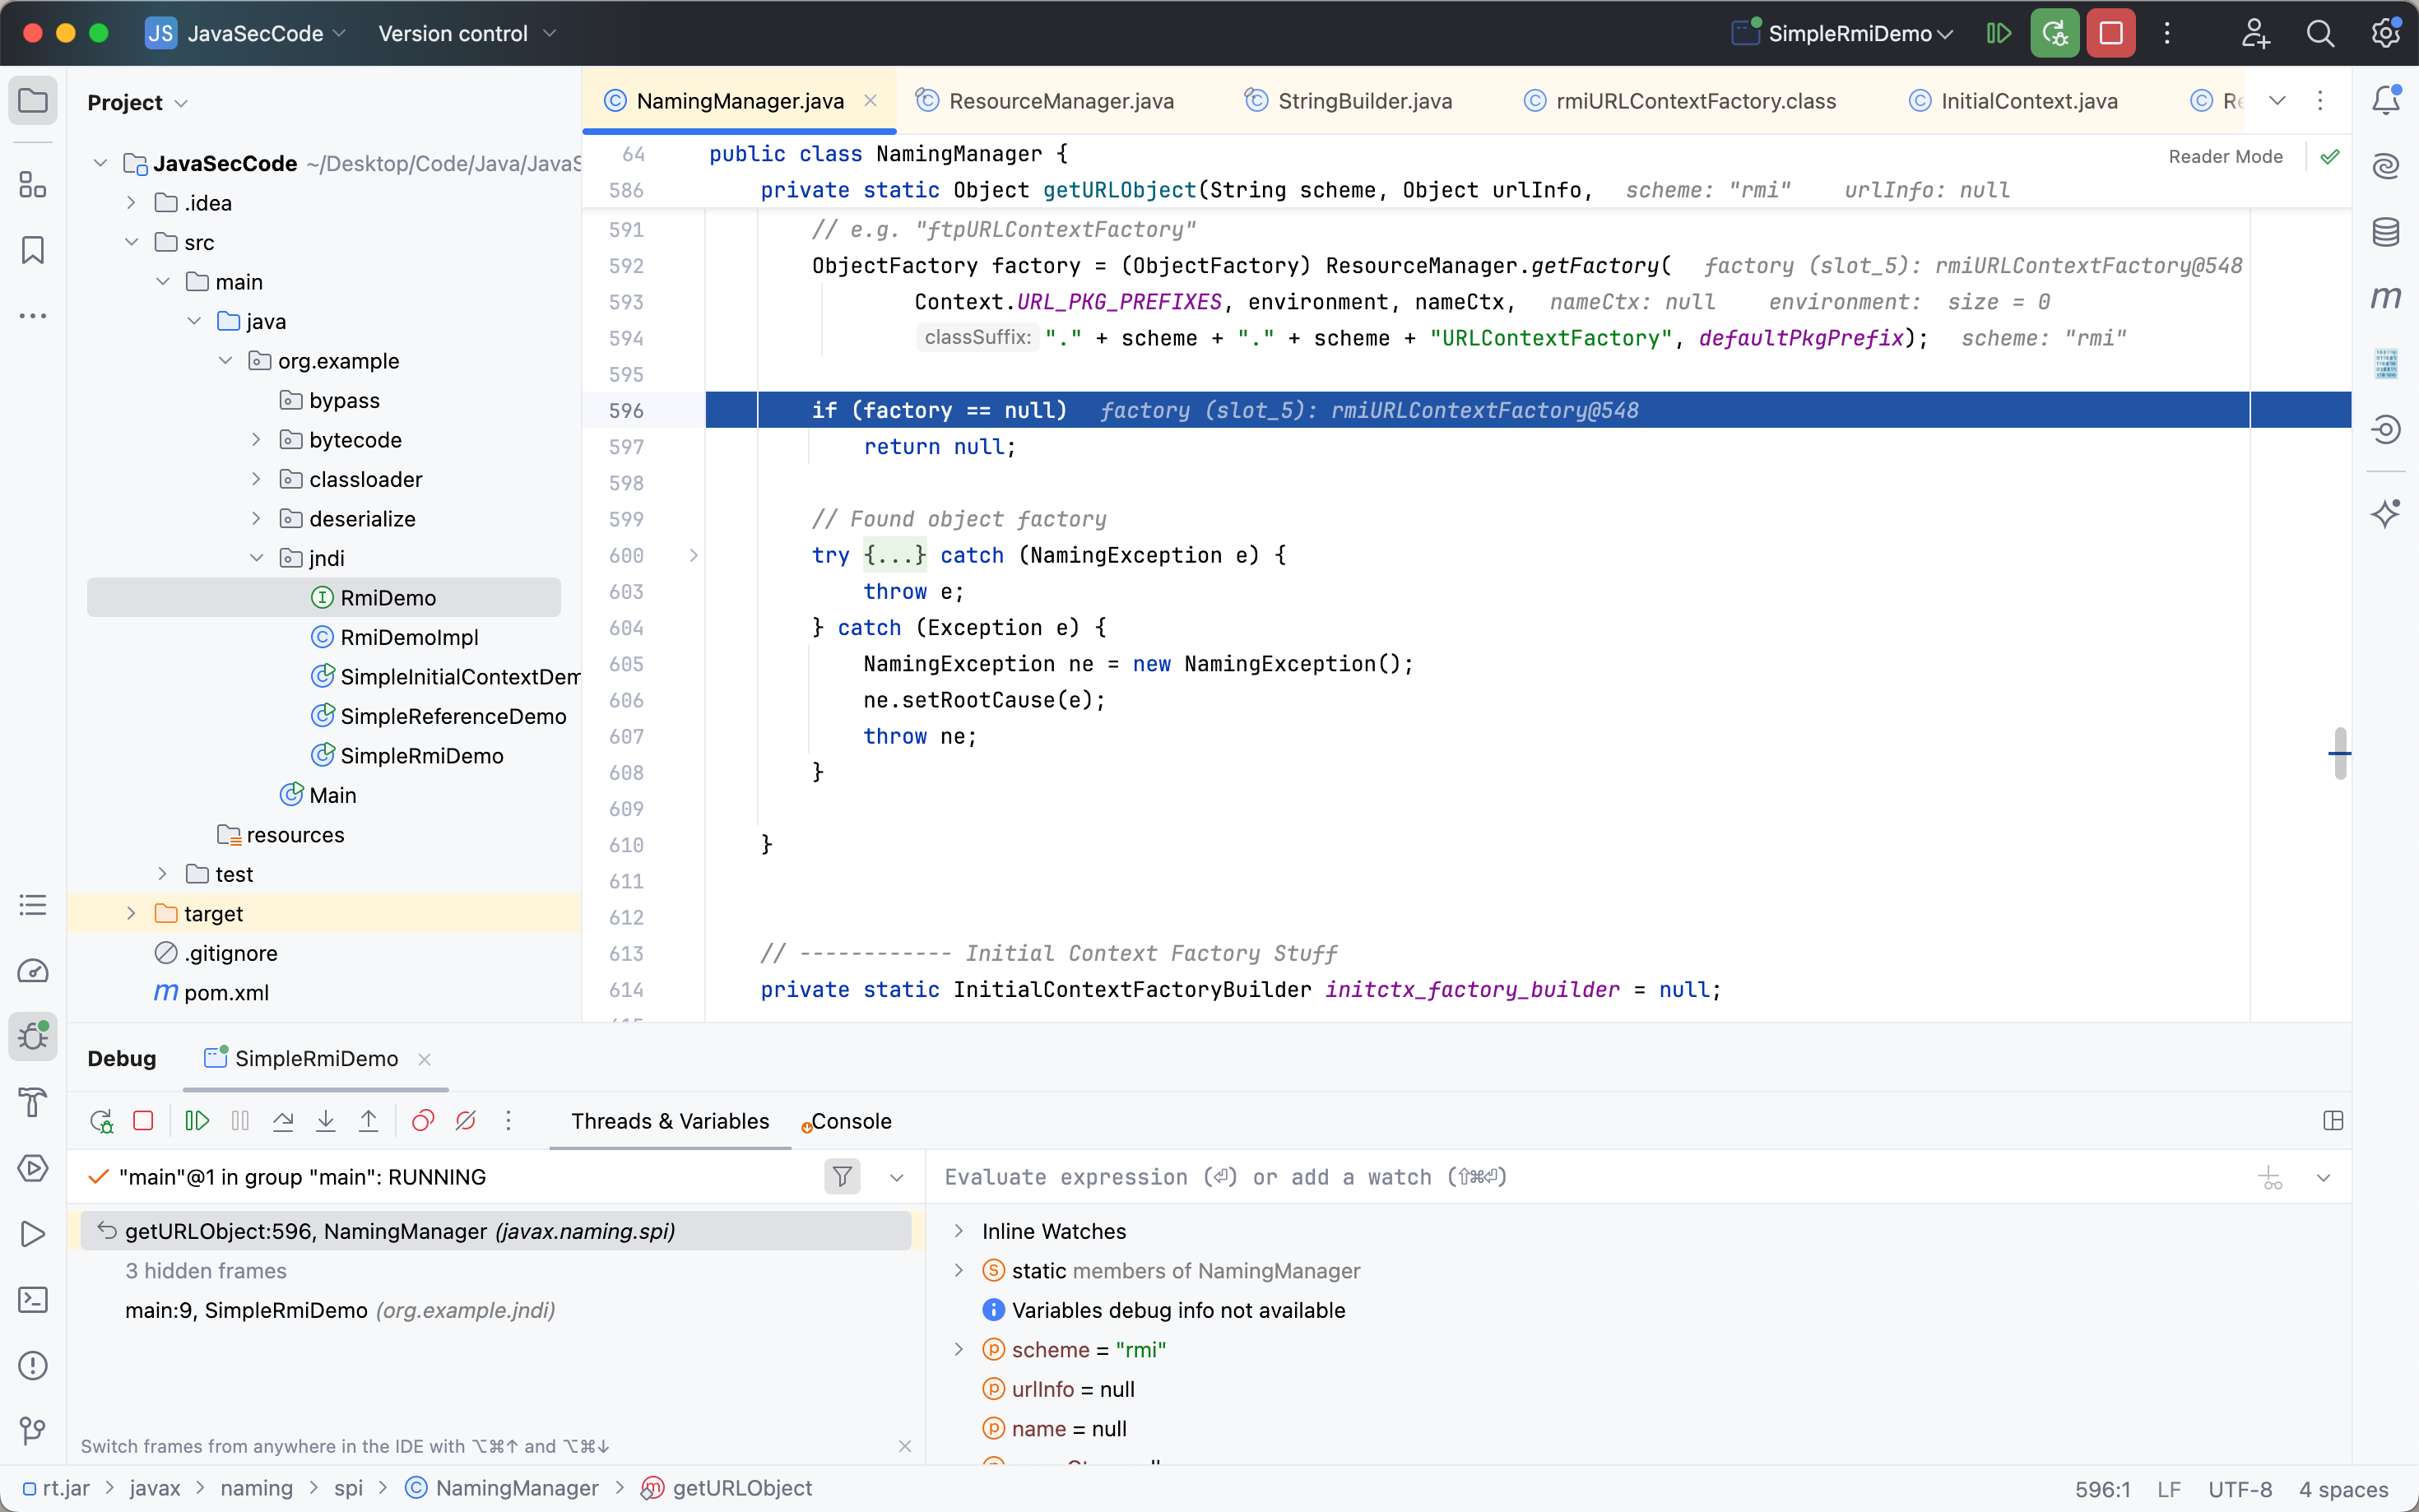 JS JavaSecCode Version control SimpleRmiDemo
Project
NamingManager.java ResourceManager.java StringBuilder.java rmiURLContextFactory.class InitialContext.java
JavaSecCode ~/Desktop/Code/Java/JavaS
.idea
src
main
java
org.example
bypass
bytecode
classloader
deserialize
jndi
RmiDemo
RmiDemoImpl
SimpleInitialContextDem
SimpleReferenceDemo
SimpleRmiDemo
Main
resources
test
target
.gitignore
pom.xml
Reader Mode
64 public class NamingManager {
586 private static Object getURLObject(String scheme, Object urlInfo, scheme: "rmi" urlInfo: null
591 // e.g. "ftpURLContextFactory"
592 ObjectFactory factory = (ObjectFactory) ResourceManager.getFactory( factory (slot_5): rmiURLContextFactory@548
593 Context.URL_PKG_PREFIXES, environment, nameCtx, nameCtx: null environment: size = 0
594 classSuffix: "." + scheme + "." + scheme + "URLContextFactory", defaultPkgPrefix); scheme: "rmi"
595
596 if (factory == null) factory (slot_5): rmiURLContextFactory@548
597 return null;
598
599 // Found object factory
600 try {...} catch (NamingException e) {
603 throw e;
604 } catch (Exception e) {
605 NamingException ne = new NamingException();
606 ne.setRootCause(e);
607 throw ne;
608 }
609
610 }
611
612
613 // ------------ Initial Context Factory Stuff
614 private static InitialContextFactoryBuilder initctx_factory_builder = null;
Debug SimpleRmiDemo
Threads & Variables Console
"main"@1 in group "main": RUNNING
getURLObject:596, NamingManager (javax.naming.spi)
3 hidden frames
main:9, SimpleRmiDemo (org.example.jndi)
Switch frames from anywhere in the IDE with ⌥⌘↑ and ⌥⌘↓
Evaluate expression (⏎) or add a watch (⇧⌘⏎)
Inline Watches
static members of NamingManager
Variables debug info not available
scheme = "rmi"
urlInfo = null
name = null
rt.jar > javax > naming > spi > NamingManager > getURLObject
596:1 LF UTF-8 4 spaces